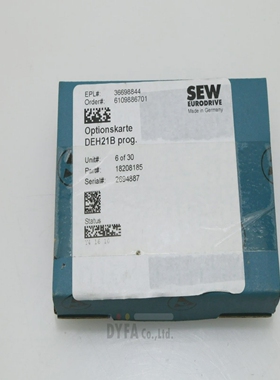 EPL#: 36698844
Order#: 6109886701
SEW
EURODRIVE
Made in Germany
Optionskarte
DEH21B prog.
Unit#: 6 of 30
Part#: 18208185
Serial#: 2694887
Status
DYFA Co.,Ltd.